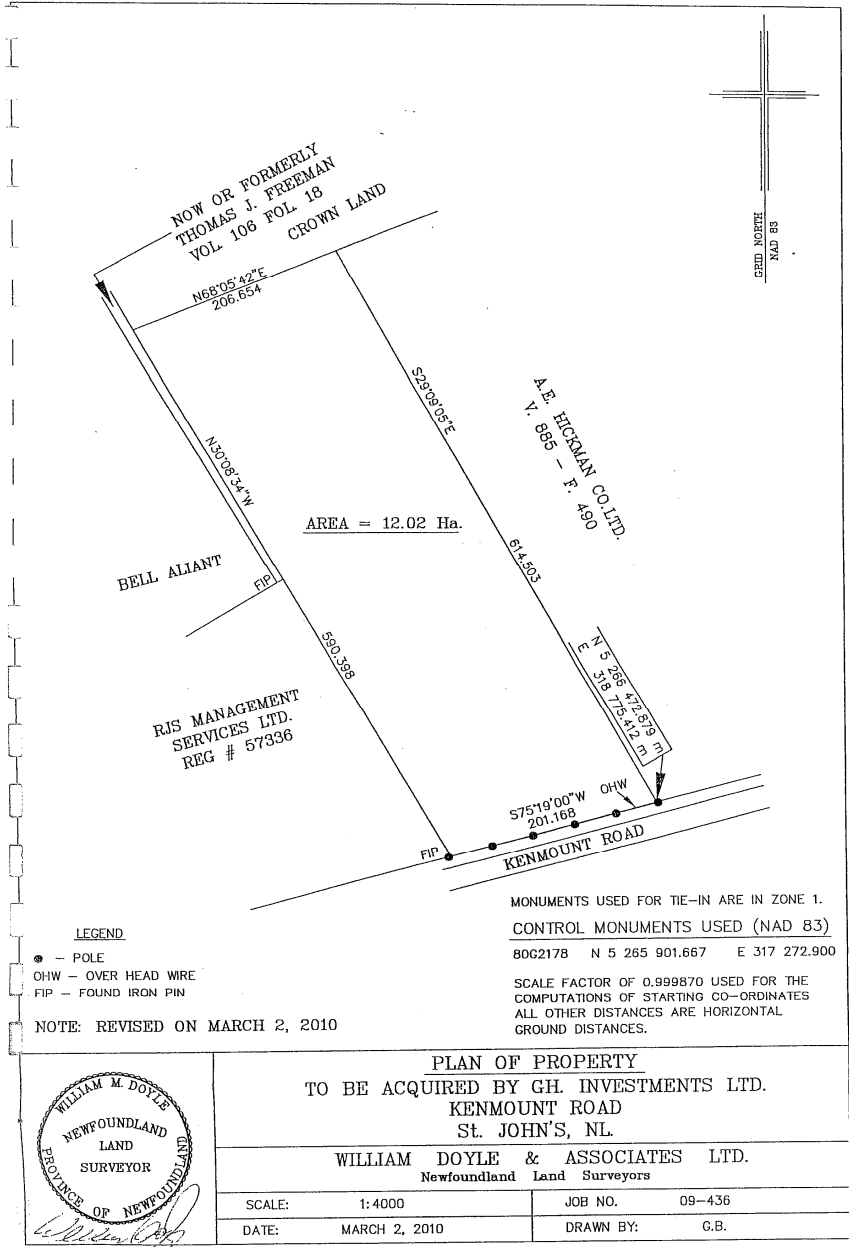 NOW OR FORMERLY
THOMAS J. FREEMAN
VOL. 106 FOL. 18
CROWN LAND
GRID NORTH
NAD 83
N68°05'42"E
206.654
S29°09'05"E
614.503
A.E. HICKMAN CO.LTD.
V. 885 - F. 490
N30°08'34"W
590.398
AREA = 12.02 Ha.
BELL ALIANT
FIP
RJS MANAGEMENT
SERVICES LTD.
REG # 57336
N 5 266 472.879 m
E 318 775.412 m
S75°19'00"W
201.168
OHW
FIP
KENMOUNT ROAD
MONUMENTS USED FOR TIE-IN ARE IN ZONE 1.
CONTROL MONUMENTS USED (NAD 83)
80G2178 N 5 265 901.667 E 317 272.900
SCALE FACTOR OF 0.999870 USED FOR THE
COMPUTATIONS OF STARTING CO-ORDINATES
ALL OTHER DISTANCES ARE HORIZONTAL
GROUND DISTANCES.
LEGEND
- POLE
OHW - OVER HEAD WIRE
FIP - FOUND IRON PIN
NOTE: REVISED ON MARCH 2, 2010
WILLIAM M. DOYLE
NEWFOUNDLAND
LAND
SURVEYOR
PROVINCE OF NEWFOUNDLAND
PLAN OF PROPERTY
TO BE ACQUIRED BY GH. INVESTMENTS LTD.
KENMOUNT ROAD
St. JOHN'S, NL.
WILLIAM DOYLE & ASSOCIATES LTD.
Newfoundland Land Surveyors
SCALE: 1:4000
JOB NO. 09-436
DATE: MARCH 2, 2010
DRAWN BY: G.B.